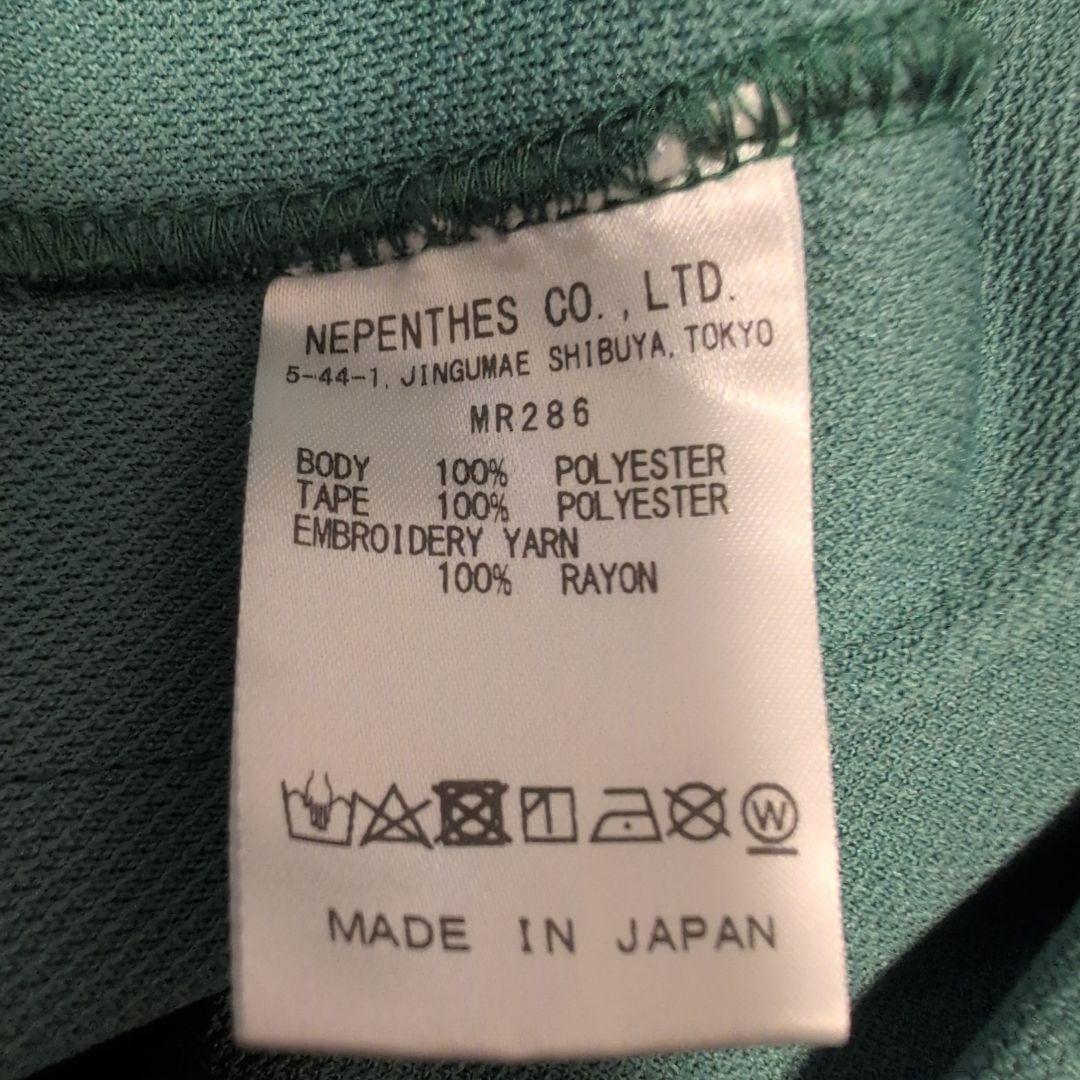 NEPENTHES CO.,LTD.
5-44-1, JINGUMAE SHIBUYA, TOKYO
MR286
BODY 100% POLYESTER
TAPE 100% POLYESTER
EMBROIDERY YARN
100% RAYON
W
MADE IN JAPAN